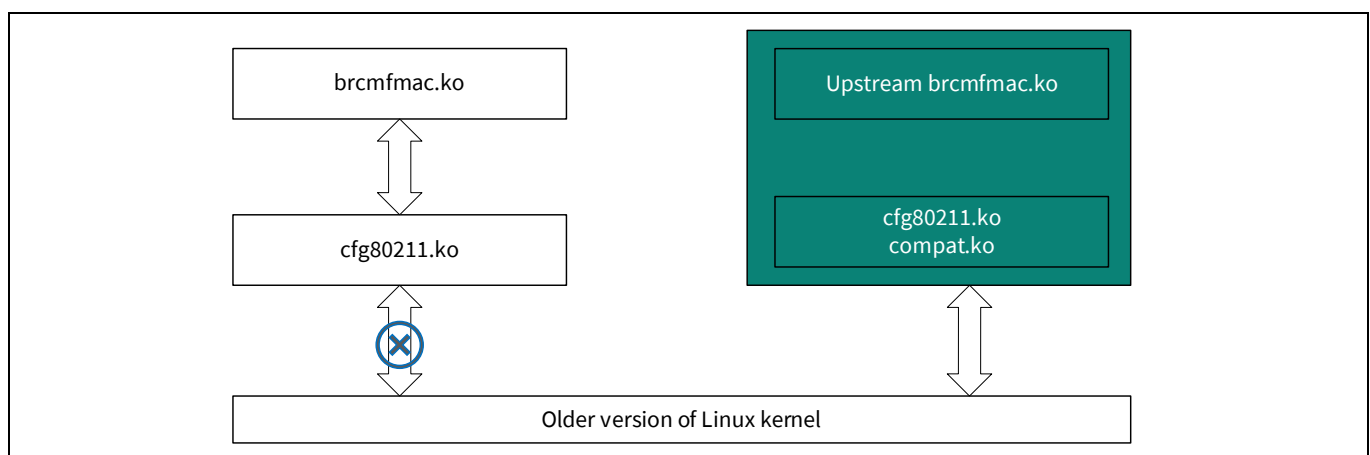 brcmfmac.ko
Upstream brcmfmac.ko
cfg80211.ko
cfg80211.ko
compat.ko
Older version of Linux kernel